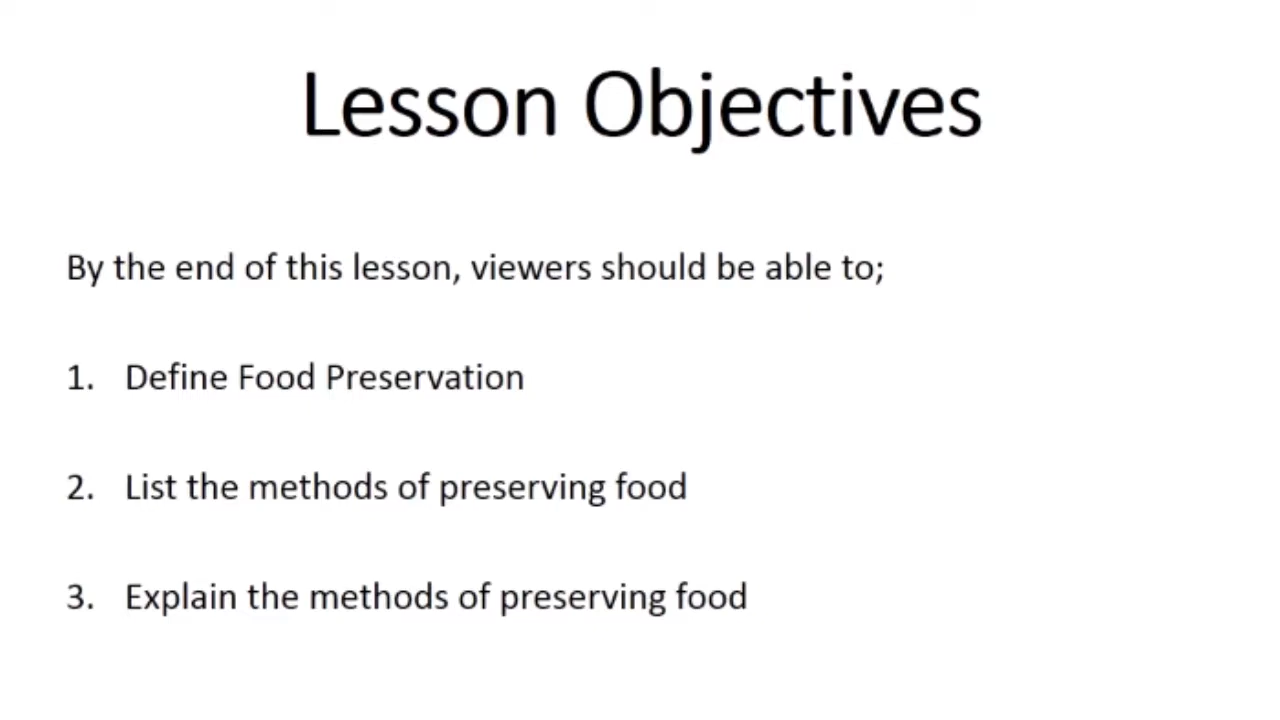 Lesson Objectives
By the end of this lesson, viewers should be able to;
1. Define Food Preservation
2. List the methods of preserving food
3. Explain the methods of preserving food